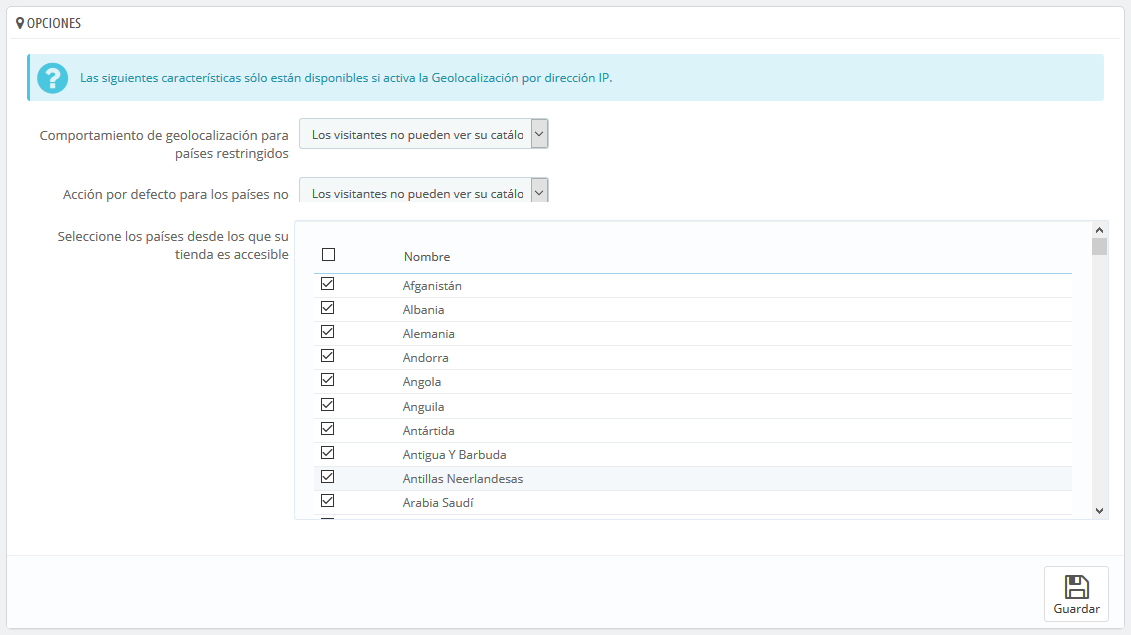 OPCIONES
Las siguientes características sólo están disponibles si activa la Geolocalización por dirección IP.
Comportamiento de geolocalización para
países restringidos
Los visitantes no pueden ver su catálo
Acción por defecto para los países no
Los visitantes no pueden ver su catálo
Seleccione los países desde los que su
tienda es accesible
Nombre
Afganistán
Albania
Alemania
Andorra
Angola
Anguila
Antártida
Antigua Y Barbuda
Antillas Neerlandesas
Arabia Saudí
Guardar